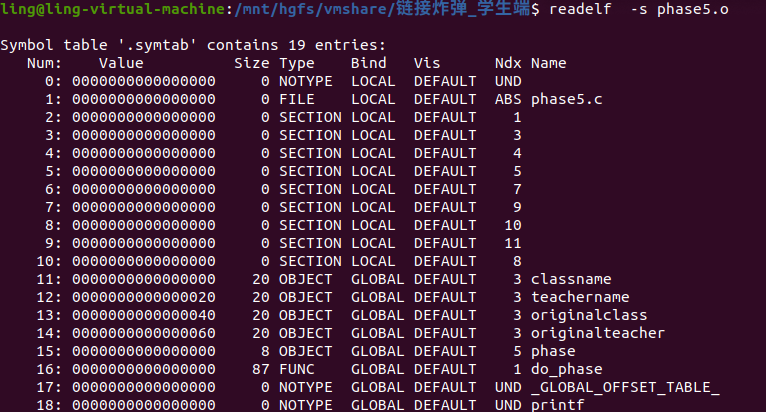 ling@ling-virtual-machine:/mnt/hgfs/vmshare/链接炸弹_学生端$ readelf  -s phase5.o
Symbol table '.symtab' contains 19 entries:
   Num:    Value          Size Type    Bind   Vis      Ndx Name
     0: 0000000000000000     0 NOTYPE  LOCAL  DEFAULT  UND
     1: 0000000000000000     0 FILE    LOCAL  DEFAULT  ABS phase5.c
     2: 0000000000000000     0 SECTION LOCAL  DEFAULT    1
     3: 0000000000000000     0 SECTION LOCAL  DEFAULT    3
     4: 0000000000000000     0 SECTION LOCAL  DEFAULT    4
     5: 0000000000000000     0 SECTION LOCAL  DEFAULT    5
     6: 0000000000000000     0 SECTION LOCAL  DEFAULT    7
     7: 0000000000000000     0 SECTION LOCAL  DEFAULT    9
     8: 0000000000000000     0 SECTION LOCAL  DEFAULT   10
     9: 0000000000000000     0 SECTION LOCAL  DEFAULT   11
    10: 0000000000000000     0 SECTION LOCAL  DEFAULT    8
    11: 0000000000000000    20 OBJECT  GLOBAL DEFAULT    3 classname
    12: 0000000000000020    20 OBJECT  GLOBAL DEFAULT    3 teachername
    13: 0000000000000040    20 OBJECT  GLOBAL DEFAULT    3 originalclass
    14: 0000000000000060    20 OBJECT  GLOBAL DEFAULT    3 originalteacher
    15: 0000000000000000     8 OBJECT  GLOBAL DEFAULT    5 phase
    16: 0000000000000000    87 FUNC    GLOBAL DEFAULT    1 do_phase
    17: 0000000000000000     0 NOTYPE  GLOBAL DEFAULT  UND _GLOBAL_OFFSET_TABLE_
    18: 0000000000000000     0 NOTYPE  GLOBAL DEFAULT  UND printf